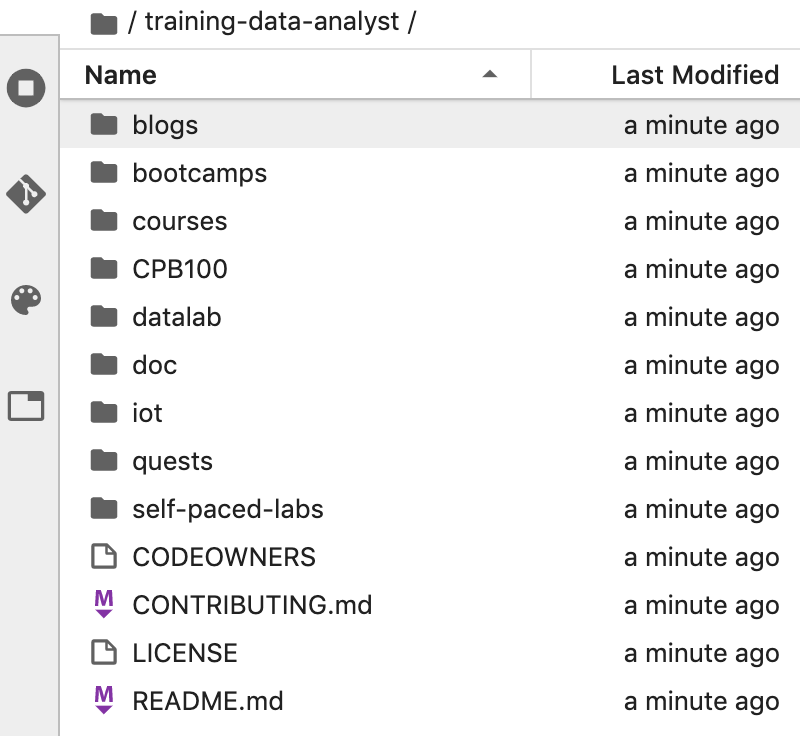 / training-data-analyst /
Name Last Modified
blogs a minute ago
bootcamps a minute ago
courses a minute ago
CPB100 a minute ago
datalab a minute ago
doc a minute ago
iot a minute ago
quests a minute ago
self-paced-labs a minute ago
CODEOWNERS a minute ago
M CONTRIBUTING.md a minute ago
LICENSE a minute ago
M README.md a minute ago